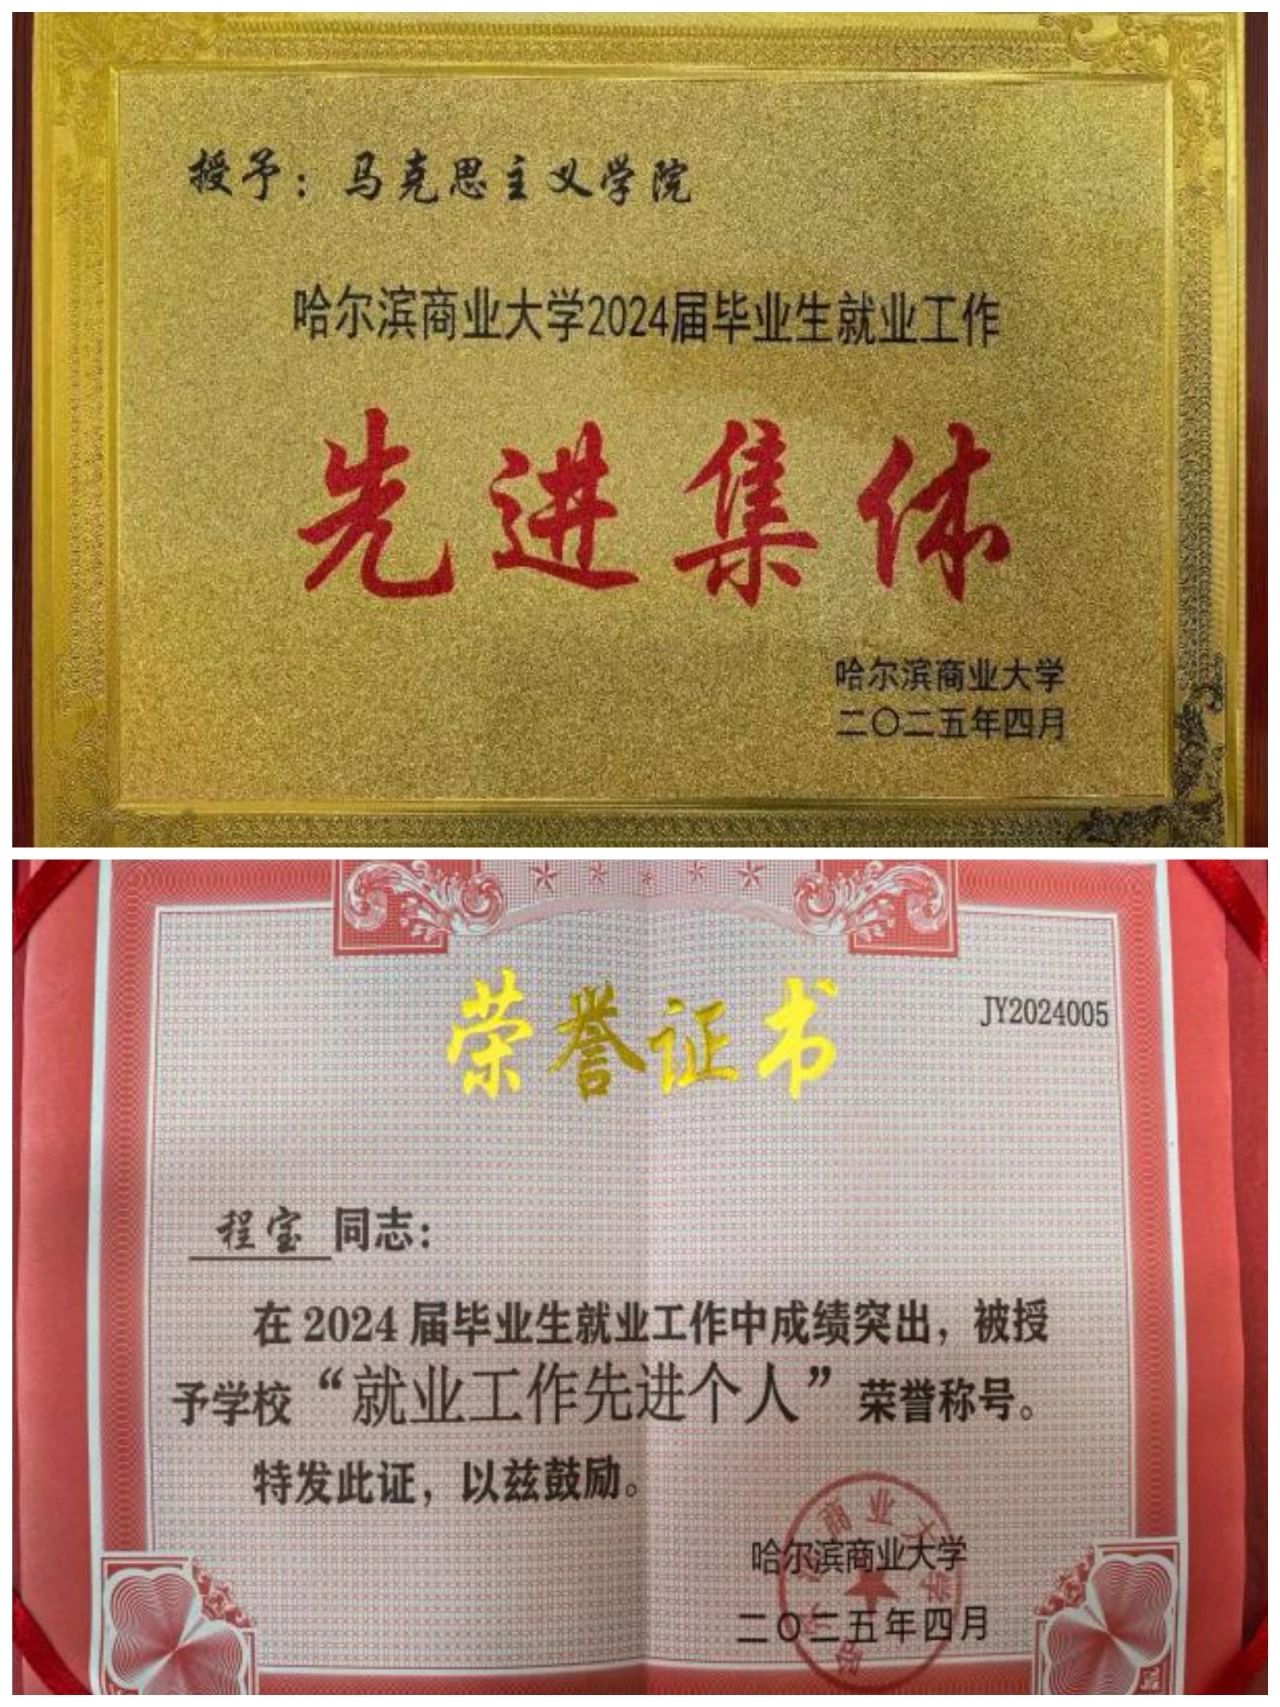 授予：马克思主义学院
哈尔滨商业大学2024届毕业生就业工作
先进集体
哈尔滨商业大学
二〇二五年四月
荣誉证书
JY2024005
程宝 同志：
在 2024 届毕业生就业工作中成绩突出，被授
予学校“就业工作先进个人”荣誉称号。
特发此证，以兹鼓励。
哈尔滨商业大学
二〇二五年四月